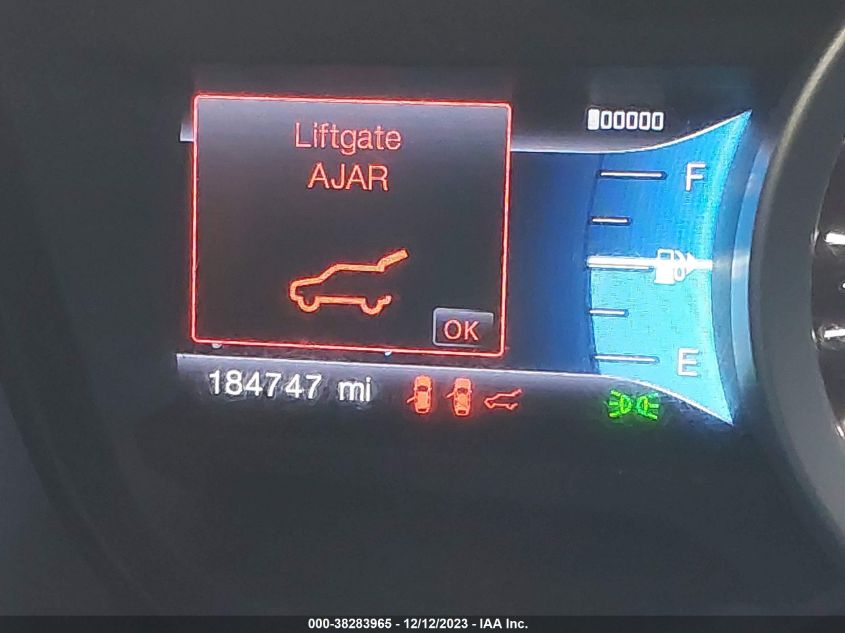 Liftgate
AJAR
OK
00000
F
E
184747 mi
000-38283965 - 12/12/2023 - IAA Inc.